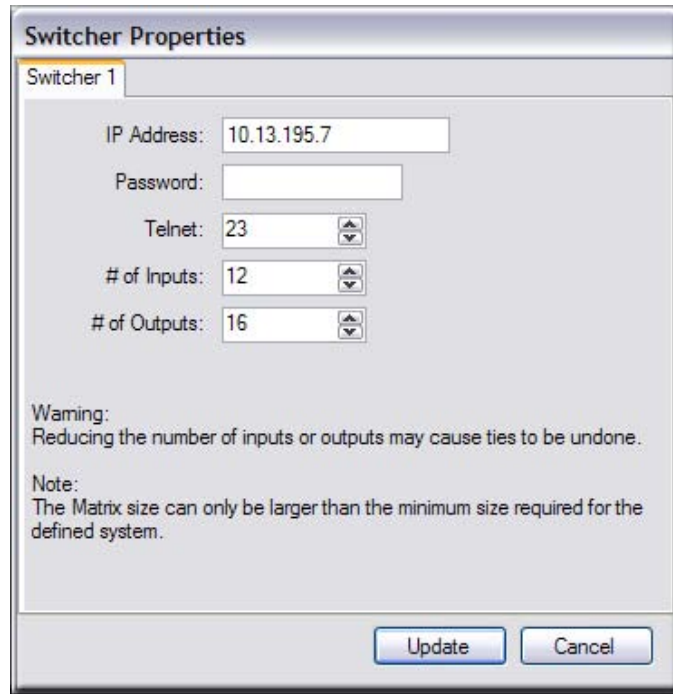 Switcher Properties
Switcher 1
IP Address: 10.13.195.7
Password:
Telnet: 23
# of Inputs: 12
# of Outputs: 16
Warning:
Reducing the number of inputs or outputs may cause ties to be undone.
Note:
The Matrix size can only be larger than the minimum size required for the
defined system.
Update Cancel